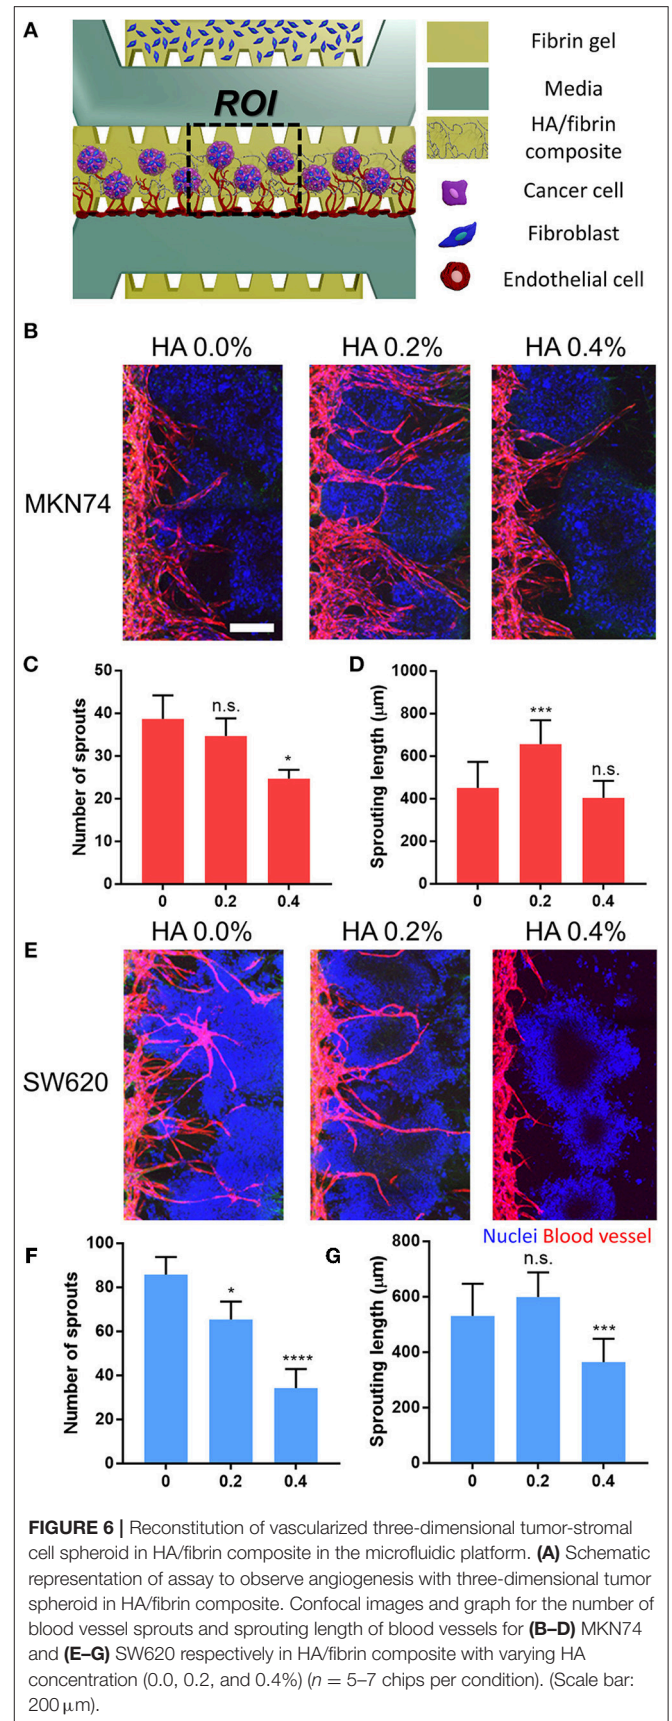 A
ROI
Fibrin gel
Media
HA/fibrin
composite
Cancer cell
Fibroblast
Endothelial cell
B
HA 0.0% HA 0.2% HA 0.4%
MKN74
C
Number of sprouts
50
40
30
20
10
0
n.s.
*
0 0.2 0.4
D
Sprouting length (μm)
1000
800
600
400
200
0
***
n.s.
0 0.2 0.4
E
HA 0.0% HA 0.2% HA 0.4%
SW620
Nuclei Blood vessel
F
Number of sprouts
100
80
60
40
20
0
*
****
0 0.2 0.4
G
Sprouting length (μm)
800
600
400
200
0
n.s.
***
0 0.2 0.4
FIGURE 6 | Reconstitution of vascularized three-dimensional tumor-stromal
cell spheroid in HA/fibrin composite in the microfluidic platform. (A) Schematic
representation of assay to observe angiogenesis with three-dimensional tumor
spheroid in HA/fibrin composite. Confocal images and graph for the number of
blood vessel sprouts and sprouting length of blood vessels for (B–D) MKN74
and (E–G) SW620 respectively in HA/fibrin composite with varying HA
concentration (0.0, 0.2, and 0.4%) (n = 5–7 chips per condition). (Scale bar:
200 μm).